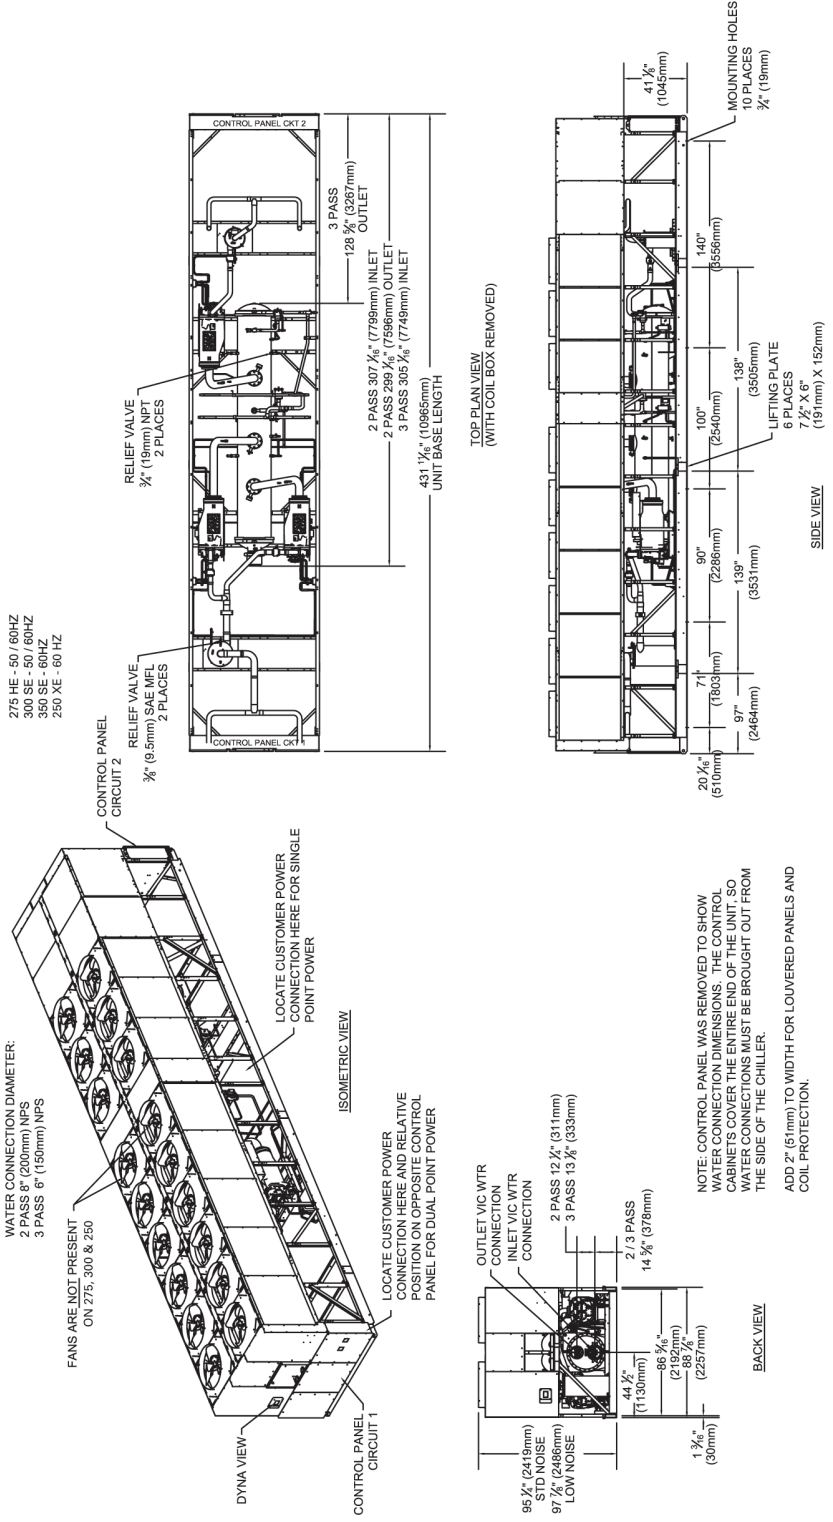 275 HE - 50 / 60HZ
300 SE - 50 / 60HZ
350 SE - 60HZ
250 XE - 60 HZ
WATER CONNECTION DIAMETER:
2 PASS 8" (200mm) NPS
3 PASS 6" (150mm) NPS
FANS ARE NOT PRESENT
ON 275, 300 & 250
DYNA VIEW
CONTROL PANEL
CIRCUIT 1
CONTROL PANEL
CIRCUIT 2
LOCATE CUSTOMER POWER
CONNECTION HERE FOR SINGLE
POINT POWER
LOCATE CUSTOMER POWER
CONNECTION HERE AND RELATIVE
POSITION ON OPPOSITE CONTROL
PANEL FOR DUAL POINT POWER
ISOMETRIC VIEW
RELIEF VALVE
⅜" (9.5mm) SAE MFL
2 PLACES
RELIEF VALVE
¾" (19mm) NPT
2 PLACES
CONTROL PANEL CKT 1
CONTROL PANEL CKT 2
3 PASS
128 ⅝" (3267mm)
OUTLET
2 PASS 307 1⁄16" (7799mm) INLET
2 PASS 299 1⁄16" (7596mm) OUTLET
3 PASS 305 1⁄16" (7749mm) INLET
431 11⁄16" (10965mm)
UNIT BASE LENGTH
TOP PLAN VIEW
(WITH COIL BOX REMOVED)
OUTLET VIC WTR
CONNECTION
INLET VIC WTR
CONNECTION
2 PASS 12 ¼" (311mm)
3 PASS 13 ⅛" (333mm)
2 / 3 PASS
14 ⅞" (378mm)
95 ¼" (2419mm)
STD NOISE
97 ⅞" (2486mm)
LOW NOISE
44 ½"
(1130mm)
86 5⁄16"
(2192mm)
88 ⅞"
(2257mm)
1 3⁄16"
(30mm)
BACK VIEW
NOTE: CONTROL PANEL WAS REMOVED TO SHOW
WATER CONNECTION DIMENSIONS. THE CONTROL
CABINETS COVER THE ENTIRE END OF THE UNIT, SO
WATER CONNECTIONS MUST BE BROUGHT OUT FROM
THE SIDE OF THE CHILLER.
ADD 2" (51mm) TO WIDTH FOR LOUVERED PANELS AND
COIL PROTECTION.
20 1⁄16"
(510mm)
71"
(1803mm)
90"
(2286mm)
100"
(2540mm)
140"
(3556mm)
97"
(2464mm)
139"
(3531mm)
138"
(3505mm)
41 ⅛"
(1045mm)
MOUNTING HOLES
10 PLACES
¾" (19mm)
LIFTING PLATE
6 PLACES
7 ½" X 6"
(191mm) X 152mm)
SIDE VIEW